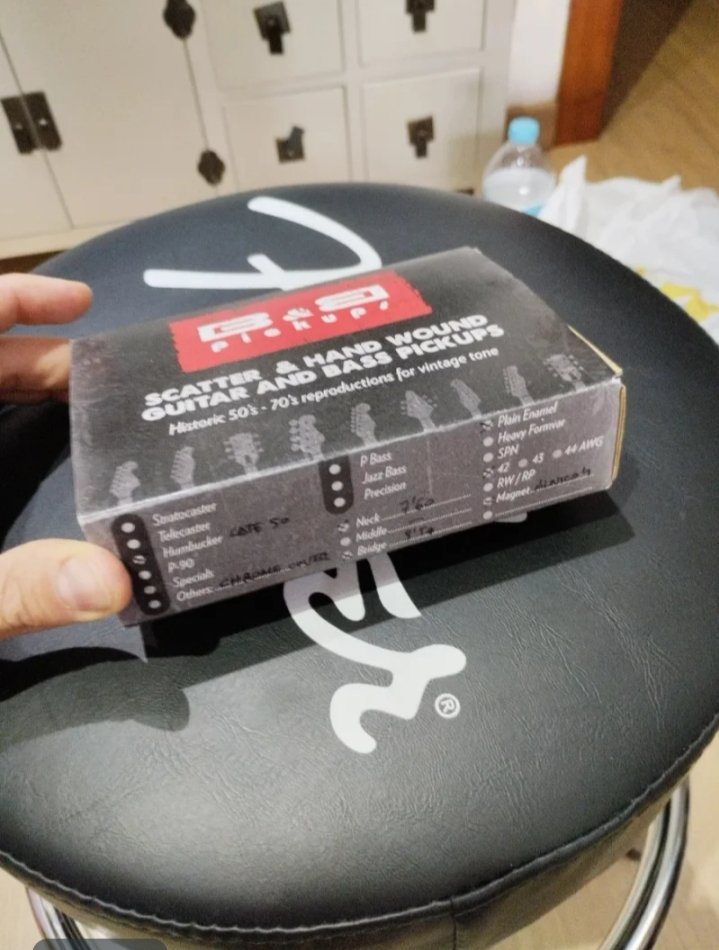 B&B
Pickups
SCATTER & HAND WOUND
GUITAR AND BASS PICKUPS
Historic 50's - 70's reproductions for vintage tone
Stratocaster
Telecaster
Humbucker LATE 50
P-90
Specials
Others: CHROME COVER
P Bass
Jazz Bass
Precision
Neck 7'60
Middle
Bridge
Plain Enamel
Heavy Formvar
SPN
42 43 44 AWG
RW / RP
Magnet
®